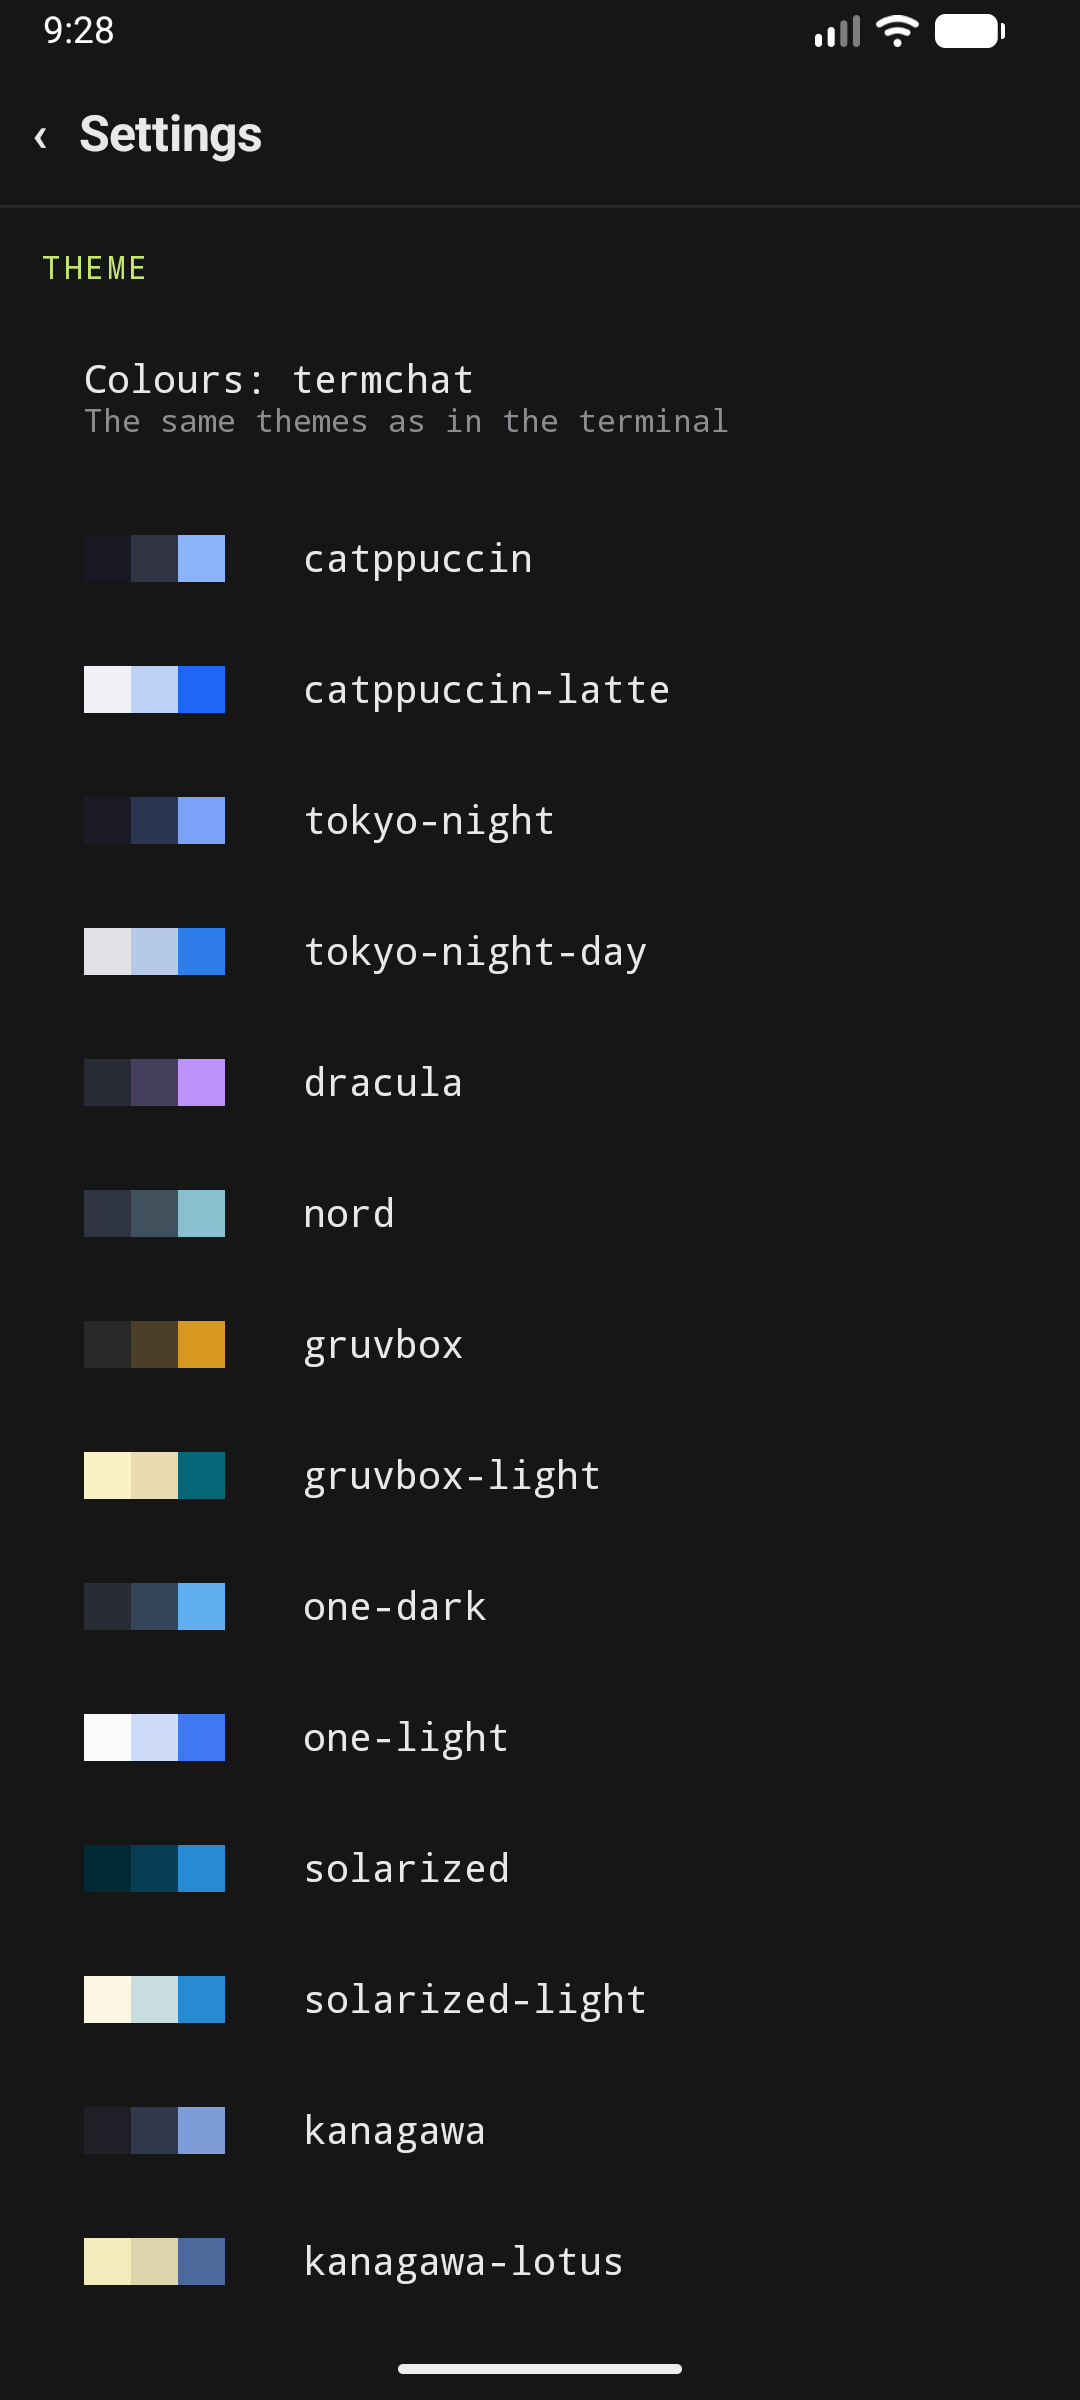 9:28
‹ Settings
THEME
Colours: termchat
The same themes as in the terminal
catppuccin
catppuccin-latte
tokyo-night
tokyo-night-day
dracula
nord
gruvbox
gruvbox-light
one-dark
one-light
solarized
solarized-light
kanagawa
kanagawa-lotus